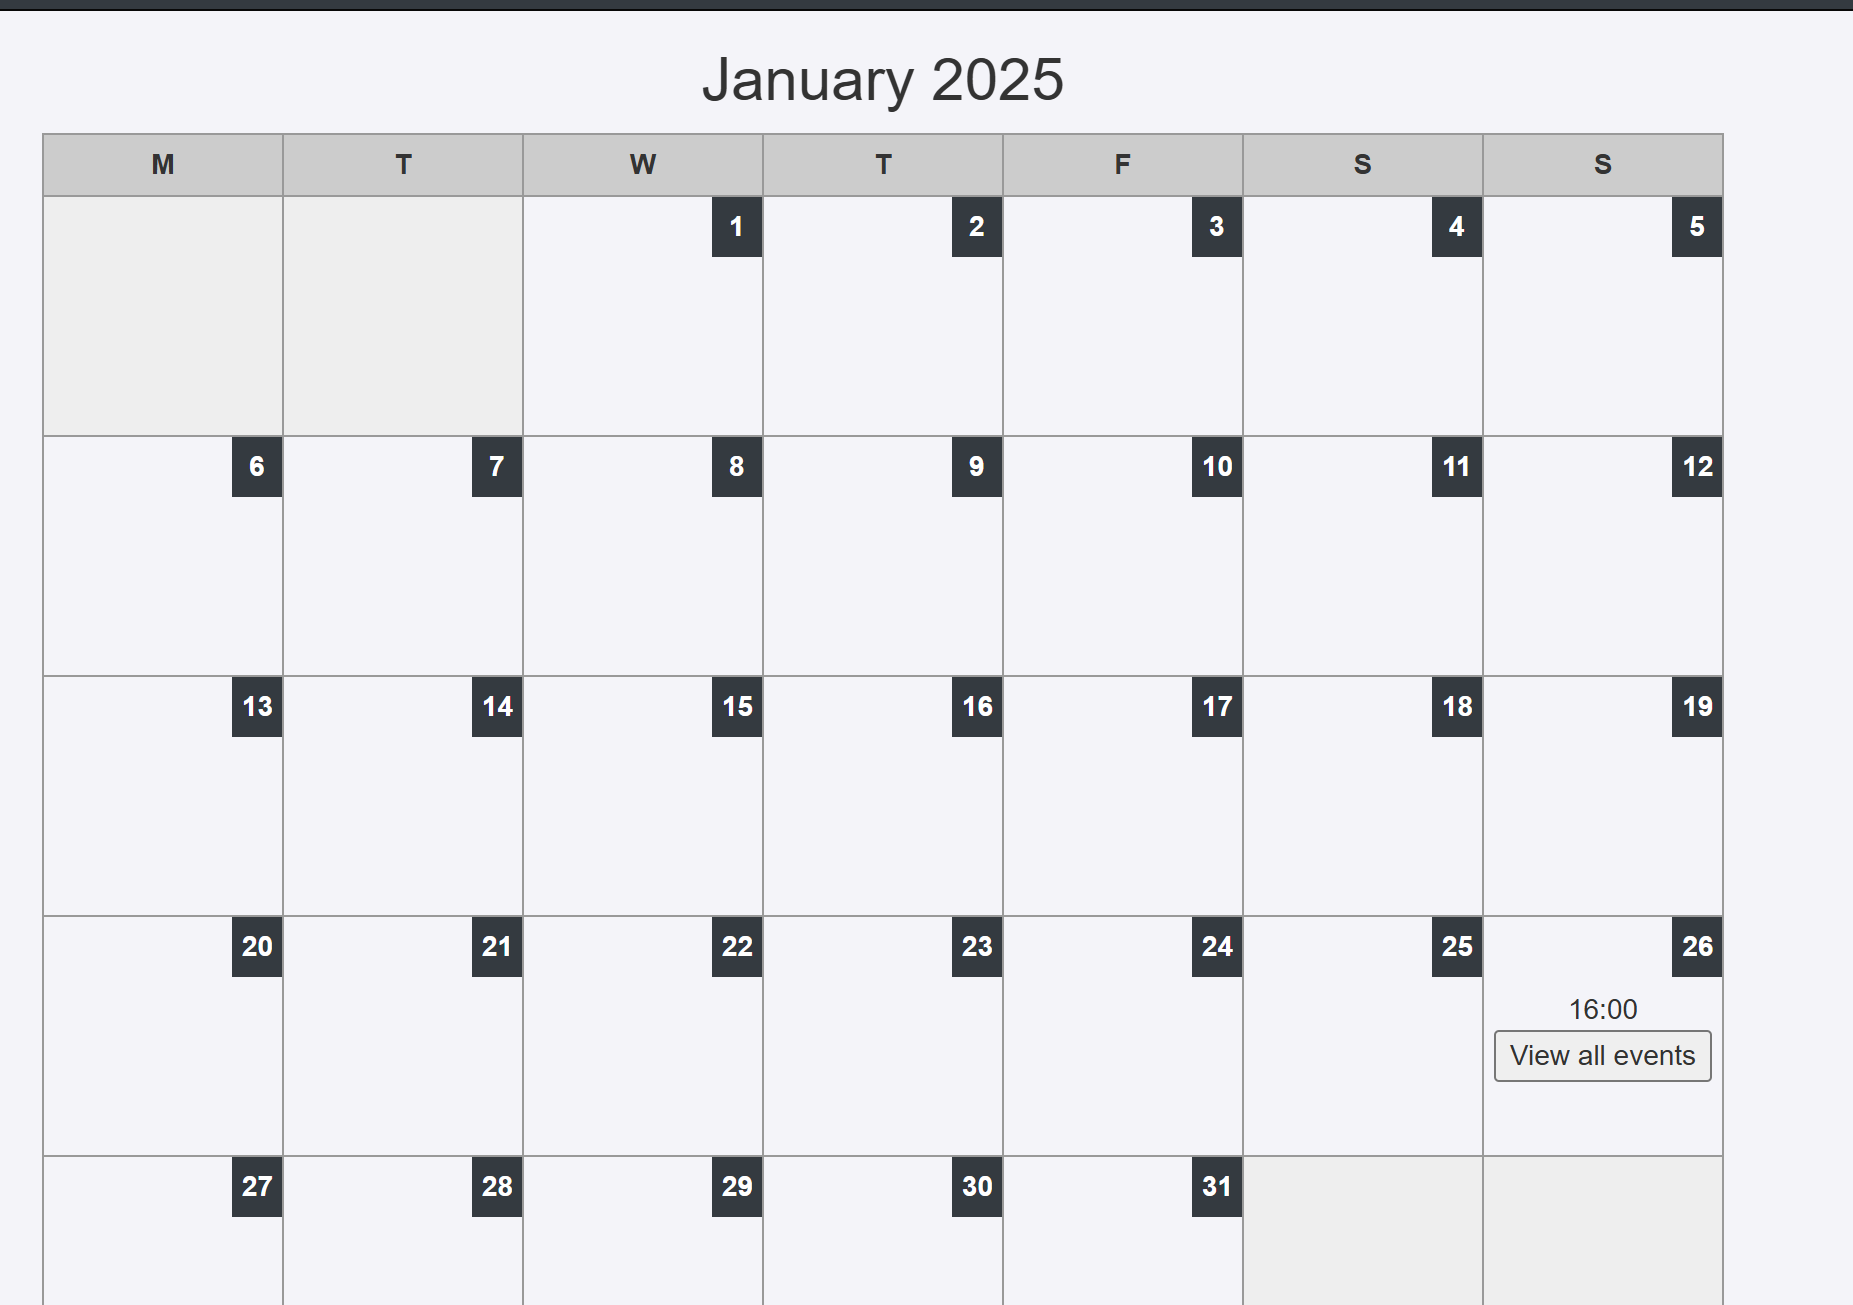 January 2025
M T W T F S S
1 2 3 4 5
6 7 8 9 10 11 12
13 14 15 16 17 18 19
20 21 22 23 24 25 26
16:00
View all events
27 28 29 30 31